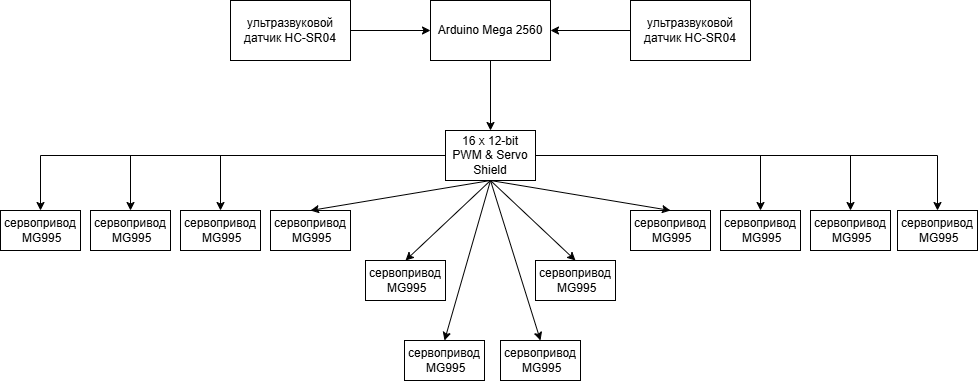 ультразвуковой
датчик HC-SR04
Arduino Mega 2560
ультразвуковой
датчик HC-SR04
16 x 12-bit
PWM & Servo
Shield
сервопривод
MG995
сервопривод
MG995
сервопривод
MG995
сервопривод
MG995
сервопривод
MG995
сервопривод
MG995
сервопривод
MG995
сервопривод
MG995
сервопривод
MG995
сервопривод
MG995
сервопривод
MG995
сервопривод
MG995